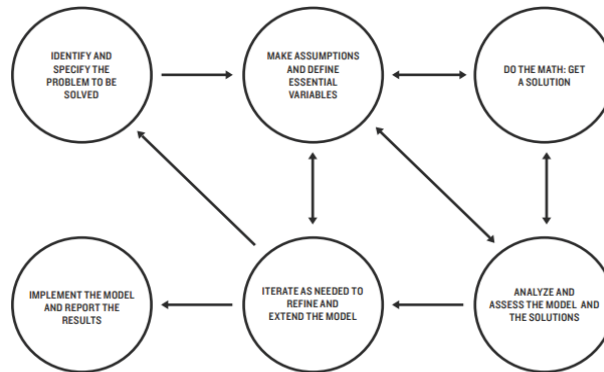 IDENTIFY AND
SPECIFY THE
PROBLEM TO BE
SOLVED
MAKE ASSUMPTIONS
AND DEFINE
ESSENTIAL
VARIABLES
DO THE MATH: GET
A SOLUTION
IMPLEMENT THE MODEL
AND REPORT THE
RESULTS
ITERATE AS NEEDED TO
REFINE AND
EXTEND THE MODEL
ANALYZE AND
ASSESS THE MODEL AND
THE SOLUTIONS